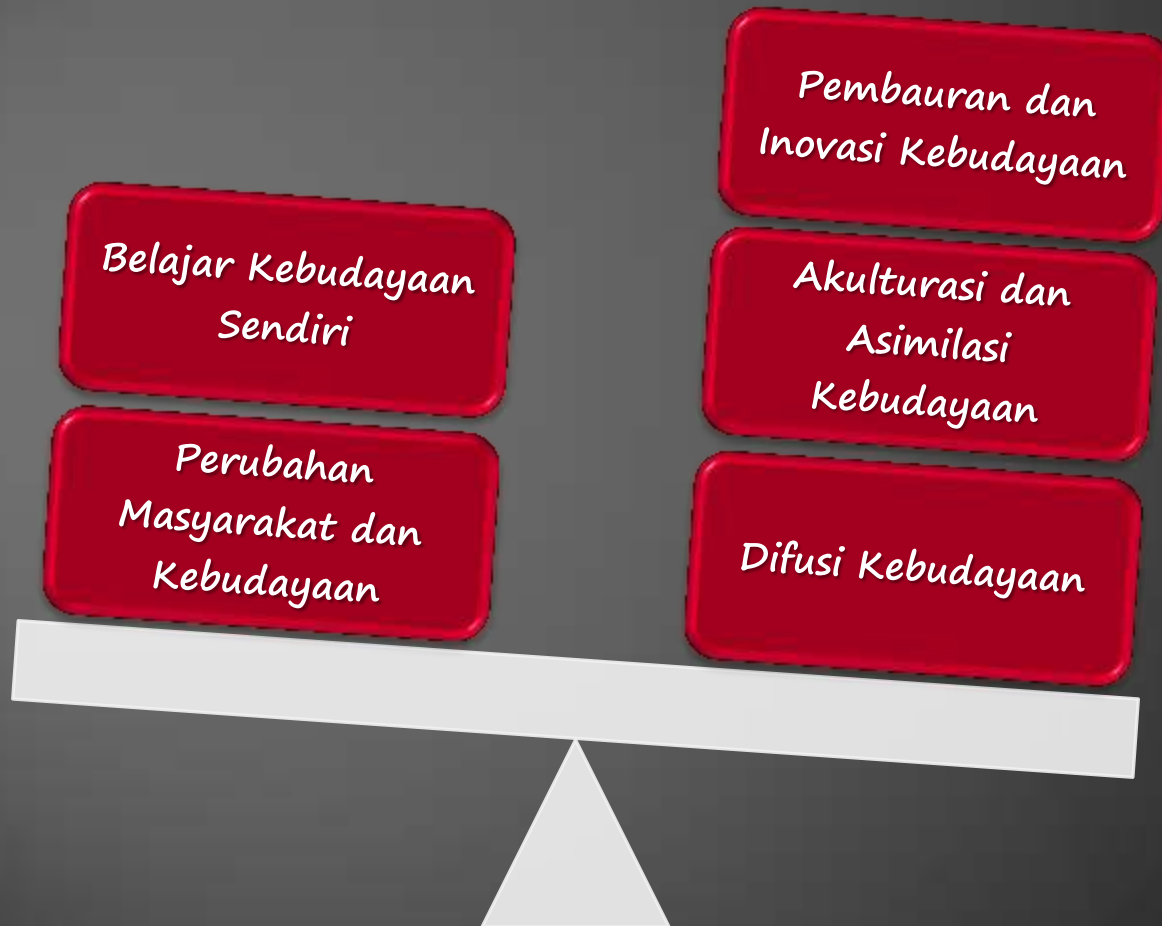 Belajar Kebudayaan
Sendiri
Perubahan
Masyarakat dan
Kebudayaan
Pembauran dan
Inovasi Kebudayaan
Akulturasi dan
Asimilasi
Kebudayaan
Difusi Kebudayaan